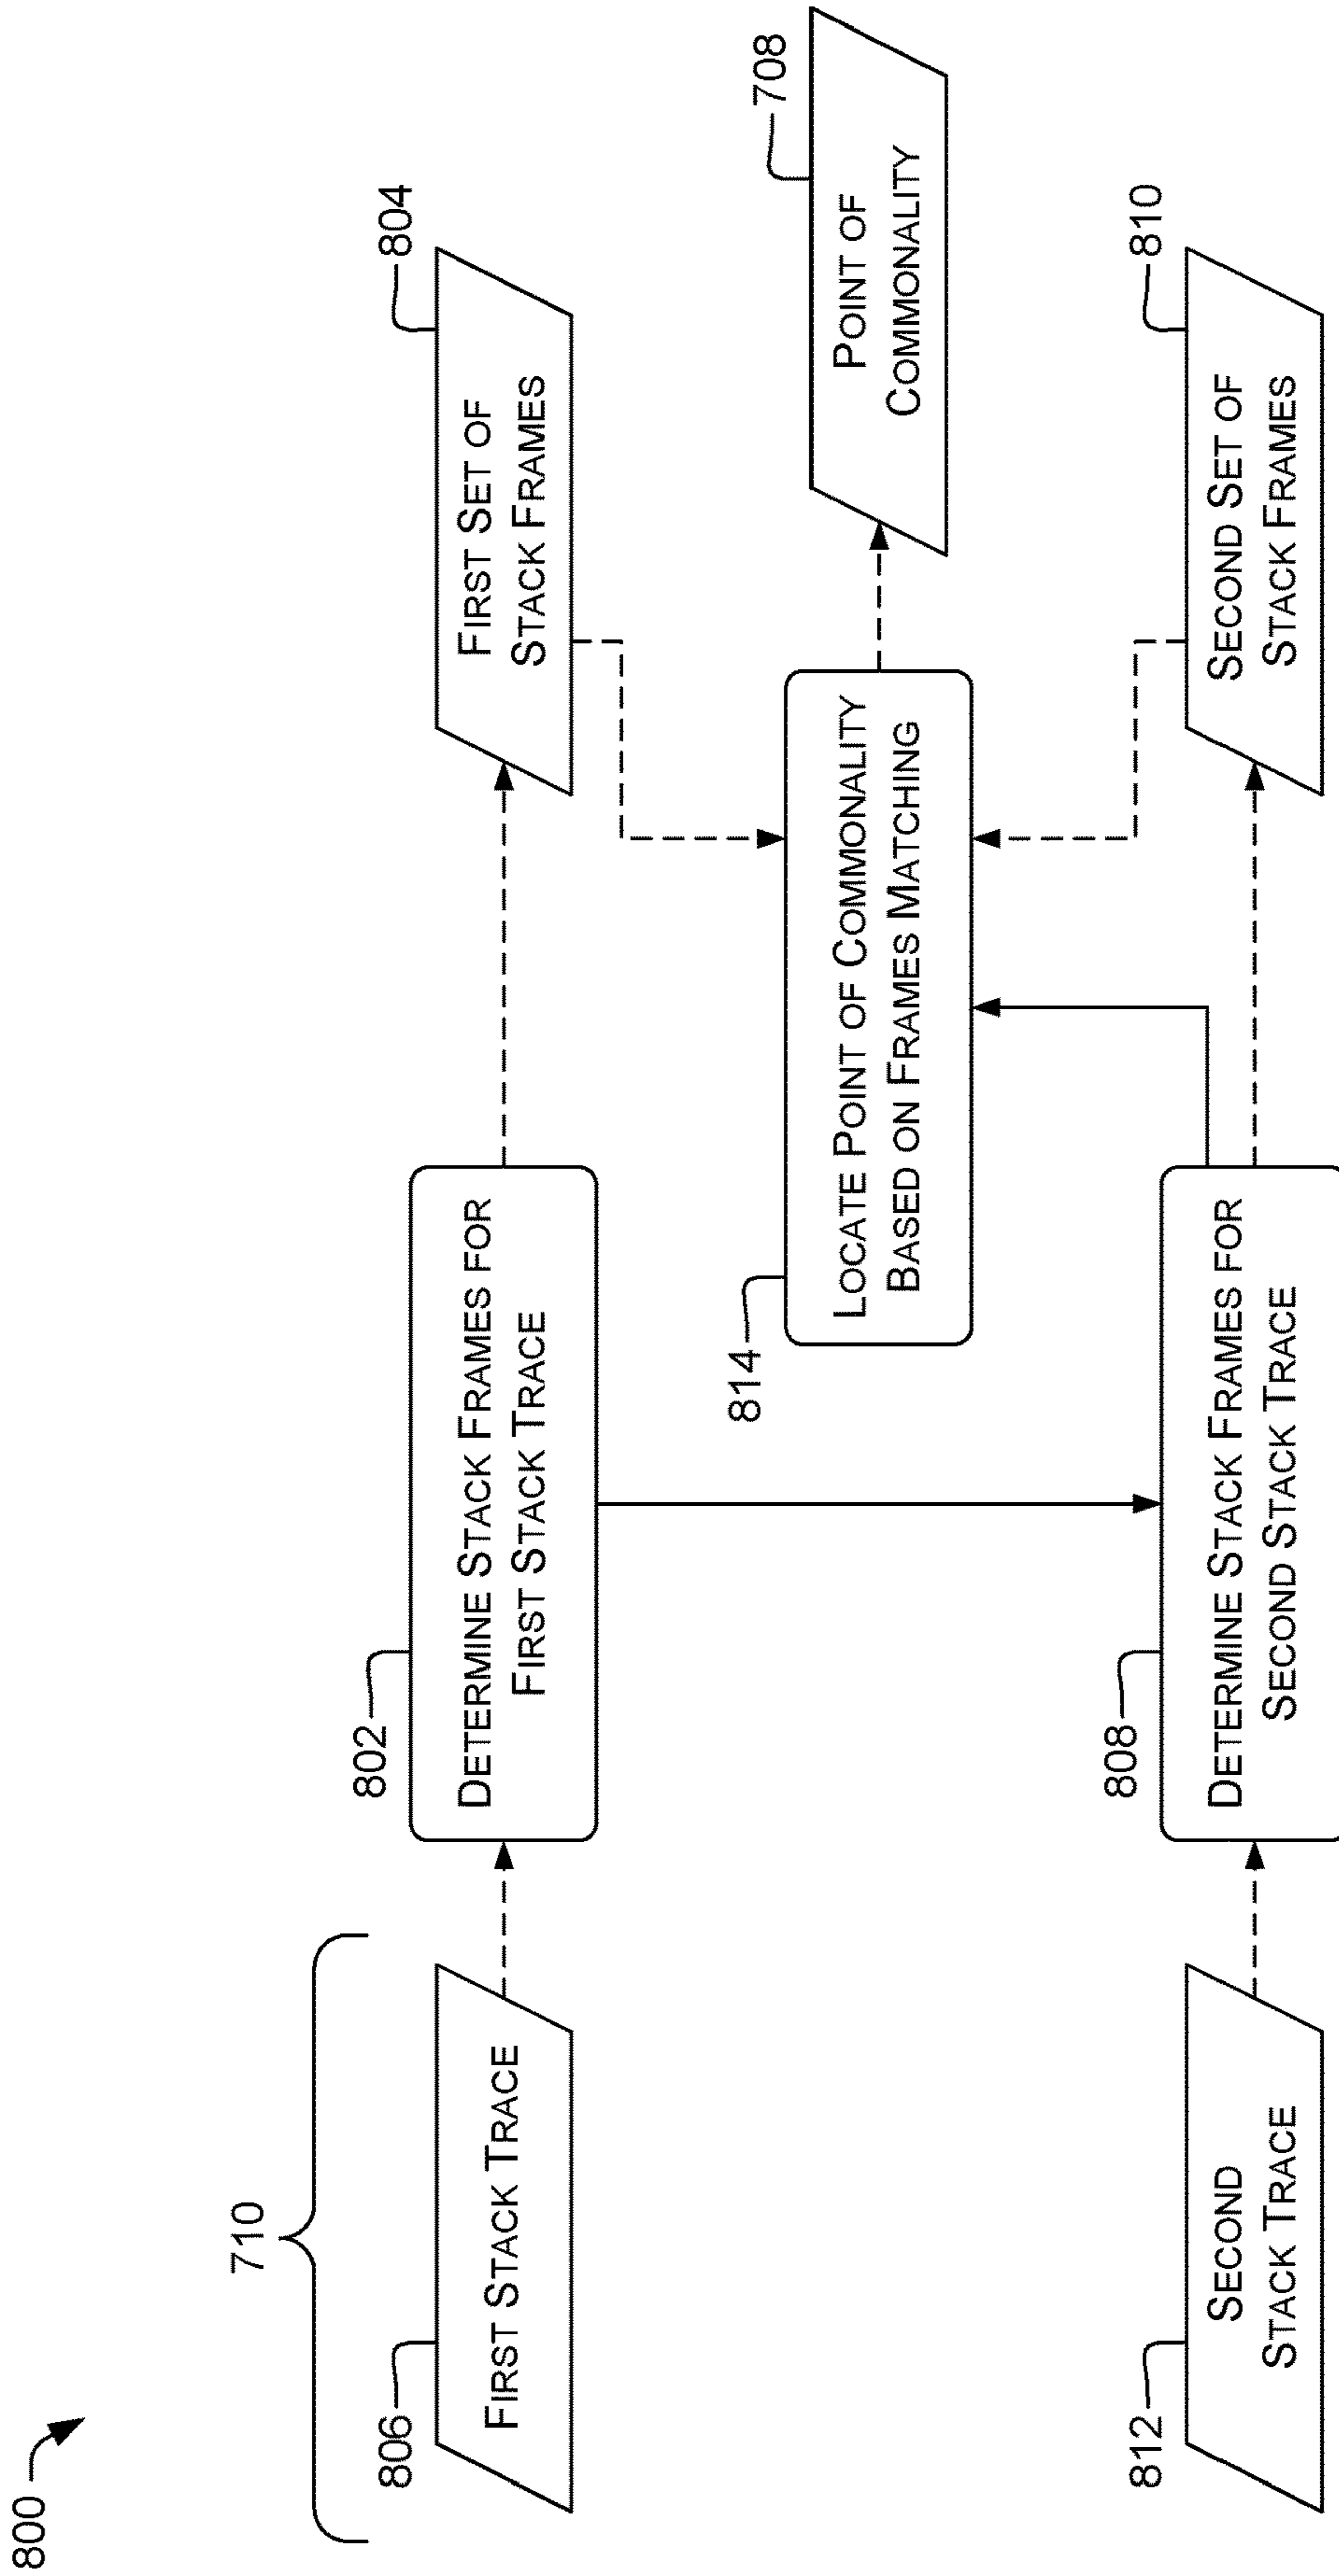 800
710
806
FIRST STACK TRACE
802
DETERMINE STACK FRAMES FOR
FIRST STACK TRACE
804
FIRST SET OF
STACK FRAMES
814
LOCATE POINT OF COMMONALITY
BASED ON FRAMES MATCHING
708
POINT OF
COMMONALITY
812
SECOND
STACK TRACE
808
DETERMINE STACK FRAMES FOR
SECOND STACK TRACE
810
SECOND SET OF
STACK FRAMES